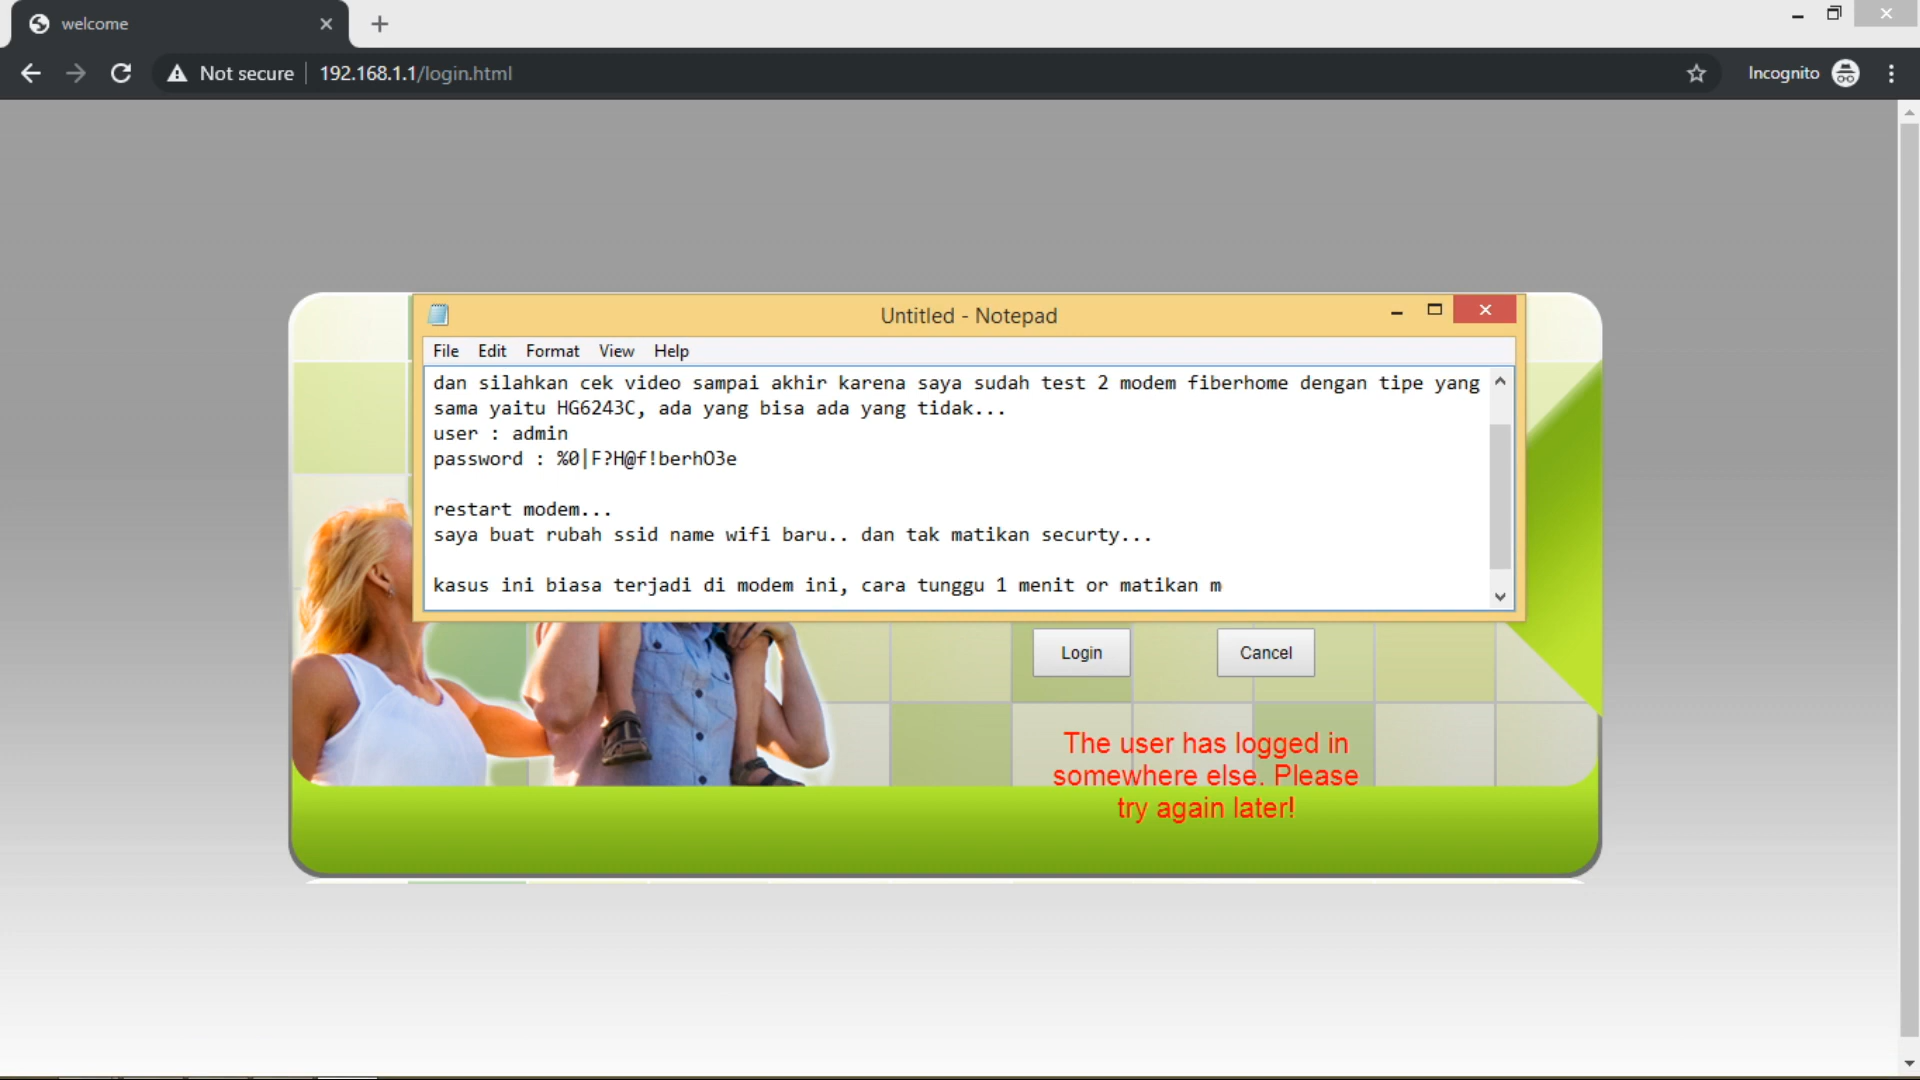 welcome
Not secure
192.168.1.1/login.html
Incognito
Untitled - Notepad
File Edit Format View Help
dan silahkan cek video sampai akhir karena saya sudah test 2 modem fiberhome dengan tipe yang
sama yaitu HG6243C, ada yang bisa ada yang tidak...
user : admin
password : %0|F?H@f!berhO3e
restart modem...
saya buat rubah ssid name wifi baru.. dan tak matikan securty...
kasus ini biasa terjadi di modem ini, cara tunggu 1 menit or matikan m
Login
Cancel
The user has logged in
somewhere else. Please
try again later!